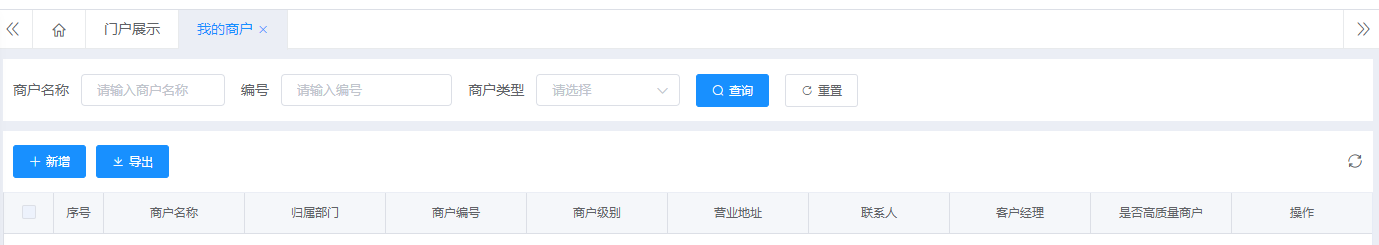 门户展示 我的商户
商户名称 请输入商户名称 编号 请输入编号 商户类型 请选择 查询 重置
新增 导出
序号 商户名称 归属部门 商户编号 商户级别 营业地址 联系人 客户经理 是否高质量商户 操作